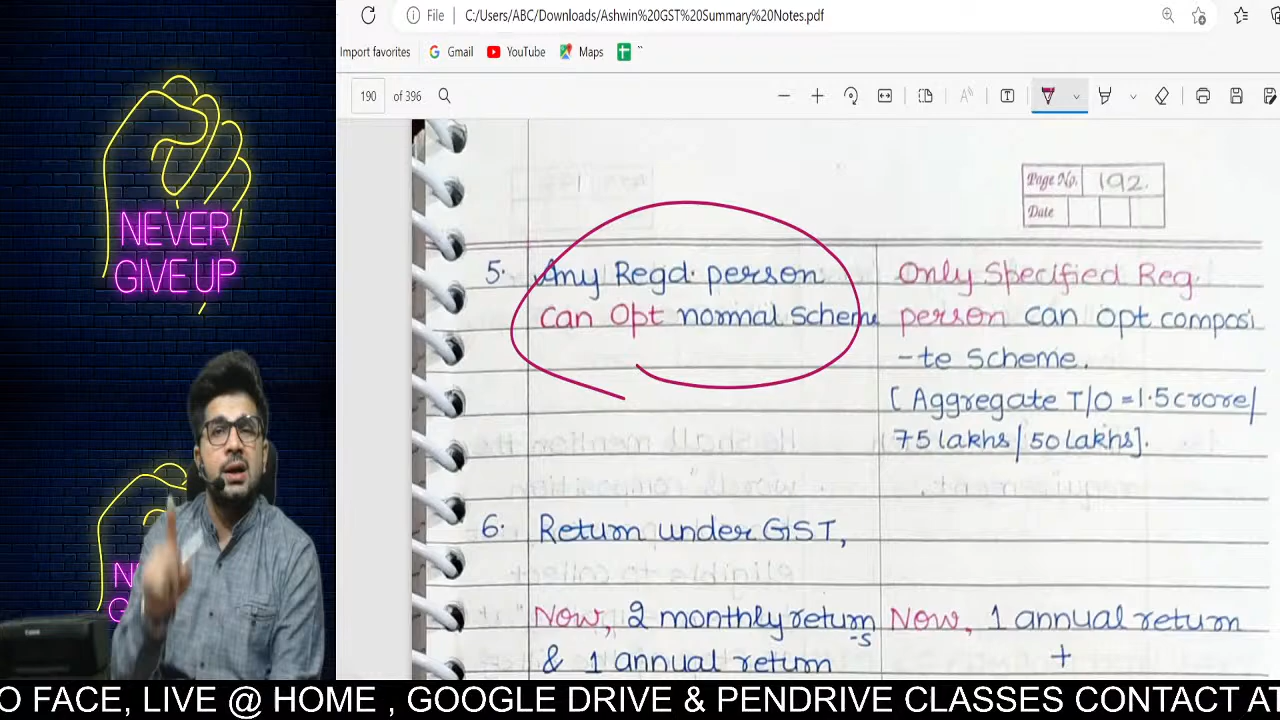 File
C:/Users/ABC/Downloads/Ashwin%20GST%20Summary%20Notes.pdf
Import favorites
Gmail
YouTube
Maps
190 of 396
Page No. 192.
Date
5. Any Regd. person
can Opt normal Scheme
Only Specified Reg.
person can opt composi
-te Scheme.
[Aggregate T/O = 1.5 crore/
75 lakhs/50 lakhs].
6. Return under GST,
Now, 2 monthly return
-s
& 1 annual return
Now, 1 annual return
+
NEVER
GIVE UP
O FACE, LIVE @ HOME , GOOGLE DRIVE & PENDRIVE CLASSES CONTACT AT